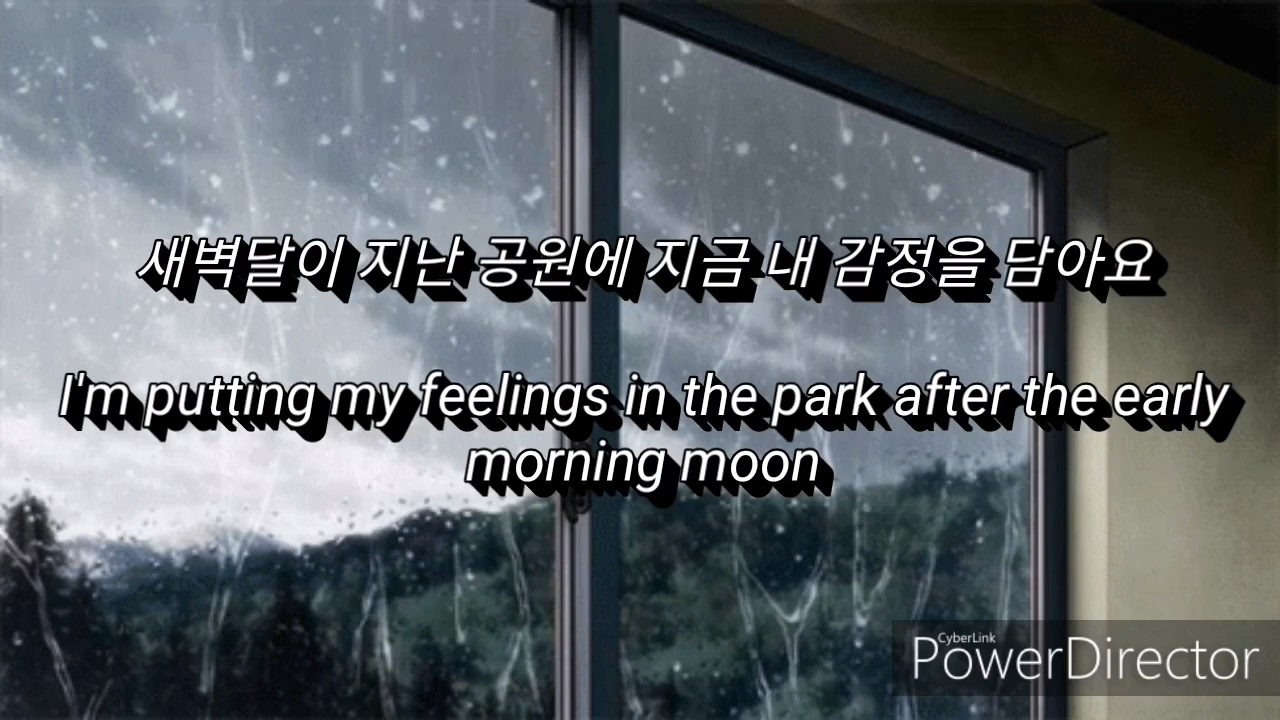 새벽달이 지난 공원에 지금 내 감정을 담아요
I'm putting my feelings in the park after the early
morning moon
CyberLink
PowerDirector